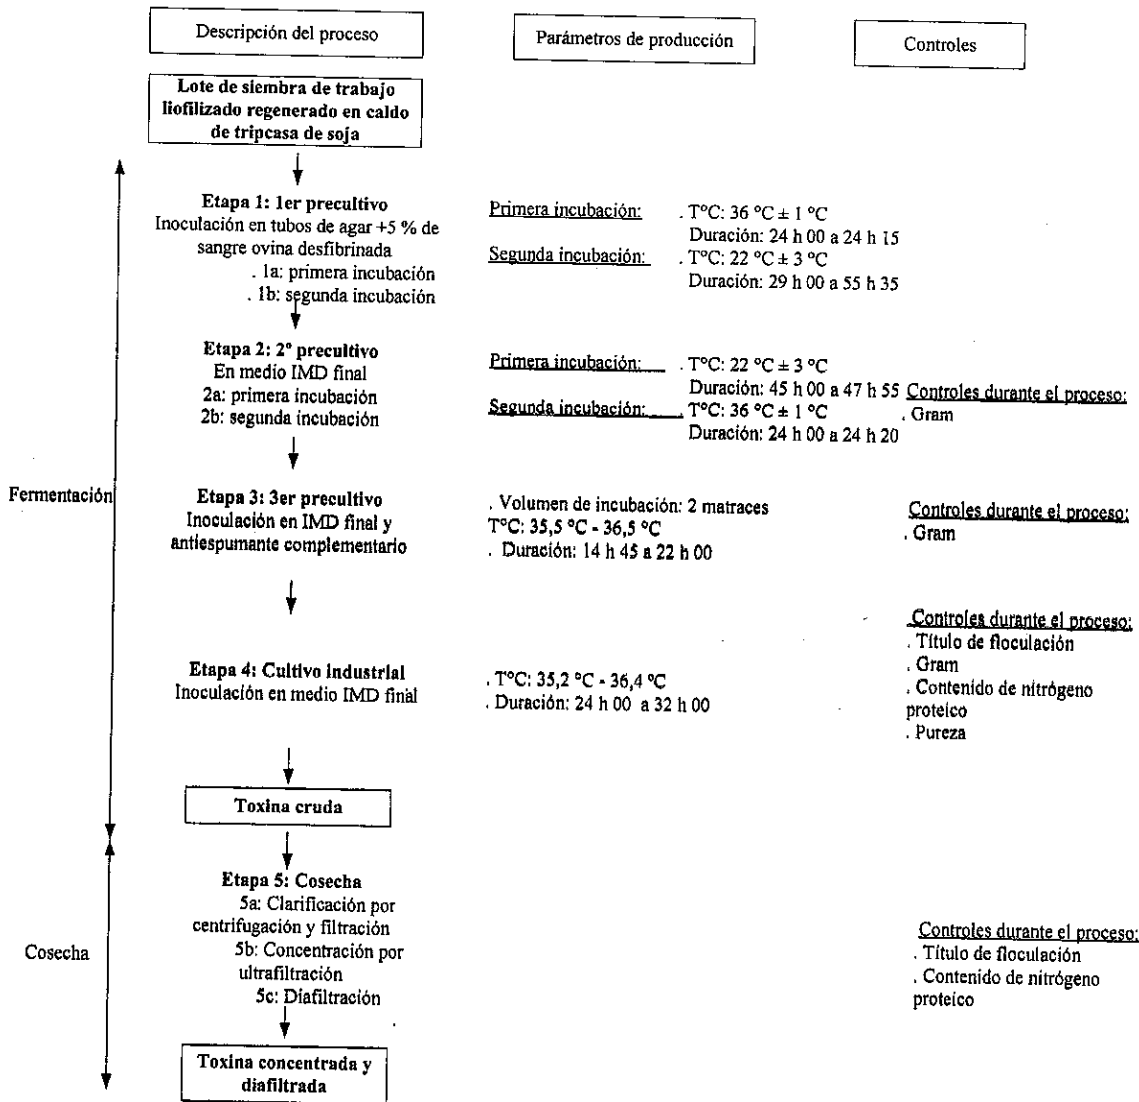 Descripción del proceso
Parámetros de producción
Controles
Lote de siembra de trabajo
liofilizado regenerado en caldo
de tripcasa de soja
Etapa 1: 1er precultivo
Inoculación en tubos de agar +5 % de
sangre ovina desfibrinada
. 1a: primera incubación
. 1b: segunda incubación
Primera incubación: . T°C: 36 °C ± 1 °C
Duración: 24 h 00 a 24 h 15
Segunda incubación: . T°C: 22 °C ± 3 °C
Duración: 29 h 00 a 55 h 35
Etapa 2: 2º precultivo
En medio IMD final
2a: primera incubación
2b: segunda incubación
Primera incubación: . T°C: 22 °C ± 3 °C
Duración: 45 h 00 a 47 h 55
Segunda incubación: . T°C: 36 °C ± 1 °C
Duración: 24 h 00 a 24 h 20
Controles durante el proceso:
. Gram
Fermentación
Etapa 3: 3er precultivo
Inoculación en IMD final y
antiespumante complementario
. Volumen de incubación: 2 matraces
T°C: 35,5 °C - 36,5 °C
. Duración: 14 h 45 a 22 h 00
Controles durante el proceso:
. Gram
Etapa 4: Cultivo industrial
Inoculación en medio IMD final
. T°C: 35,2 °C - 36,4 °C
. Duración: 24 h 00 a 32 h 00
Controles durante el proceso:
. Título de floculación
. Gram
. Contenido de nitrógeno
proteico
. Pureza
Toxina cruda
Cosecha
Etapa 5: Cosecha
5a: Clarificación por
centrifugación y filtración
5b: Concentración por
ultrafiltración
5c: Diafiltración
Controles durante el proceso:
. Título de floculación
. Contenido de nitrógeno
proteico
Toxina concentrada y
diafiltrada